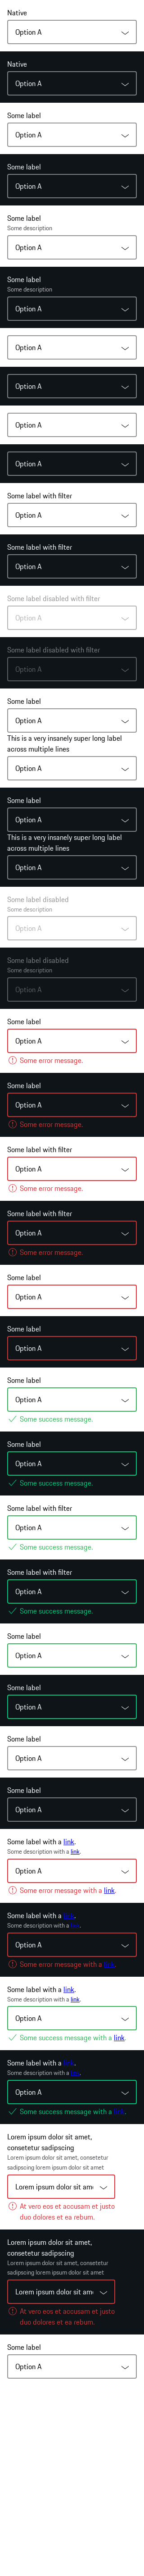 Native
Option A
Native
Option A
Some label
Option A
Some label
Option A
Some label
Some description
Option A
Some label
Some description
Option A
Option A
Option A
Option A
Option A
Some label with filter
Option A
Some label with filter
Option A
Some label disabled with filter
Option A
Some label disabled with filter
Option A
Some label
Option A
This is a very insanely super long label
across multiple lines
Option A
Some label
Option A
This is a very insanely super long label
across multiple lines
Option A
Some label disabled
Some description
Option A
Some label disabled
Some description
Option A
Some label
Option A
Some error message.
Some label
Option A
Some error message.
Some label with filter
Option A
Some error message.
Some label with filter
Option A
Some error message.
Some label
Option A
Some label
Option A
Some label
Option A
Some success message.
Some label
Option A
Some success message.
Some label with filter
Option A
Some success message.
Some label with filter
Option A
Some success message.
Some label
Option A
Some label
Option A
Some label
Option A
Some label
Option A
Some label with a link.
Some description with a link.
Option A
Some error message with a link.
Some label with a link.
Some description with a link.
Option A
Some error message with a link.
Some label with a link.
Some description with a link.
Option A
Some success message with a link.
Some label with a link.
Some description with a link.
Option A
Some success message with a link.
Lorem ipsum dolor sit amet,
consetetur sadipscing
Lorem ipsum dolor sit amet, consetetur
sadipscing lorem ipsum dolor sit amet
Lorem ipsum dolor sit ame
At vero eos et accusam et justo
duo dolores et ea rebum.
Lorem ipsum dolor sit amet,
consetetur sadipscing
Lorem ipsum dolor sit amet, consetetur
sadipscing lorem ipsum dolor sit amet
Lorem ipsum dolor sit ame
At vero eos et accusam et justo
duo dolores et ea rebum.
Some label
Option A